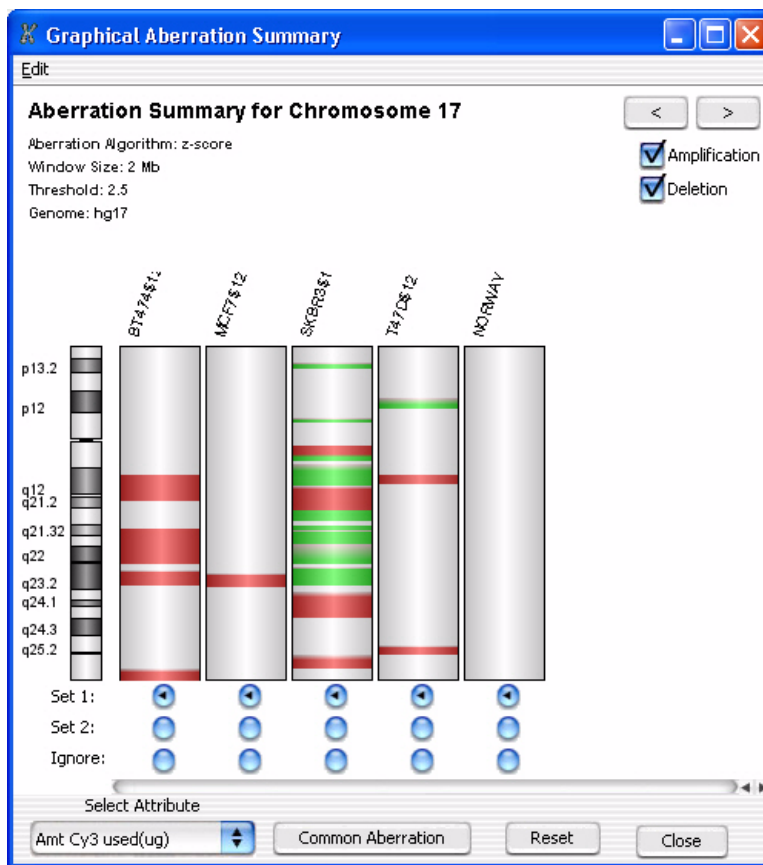 Graphical Aberration Summary
Edit
Aberration Summary for Chromosome 17
< >
Aberration Algorithm: z-score
Window Size: 2 Mb
Threshold: 2.5
Genome: hg17
Amplification
Deletion
BT474$12 MCF7$12 SKBR3$1 T47D$12 NORWAY
p13.2
p12
q12
q21.2
q21.32
q22
q23.2
q24.1
q24.3
q25.2
Set 1:
Set 2:
Ignore:
Select Attribute
Amt Cy3 used(ug) Common Aberration Reset Close